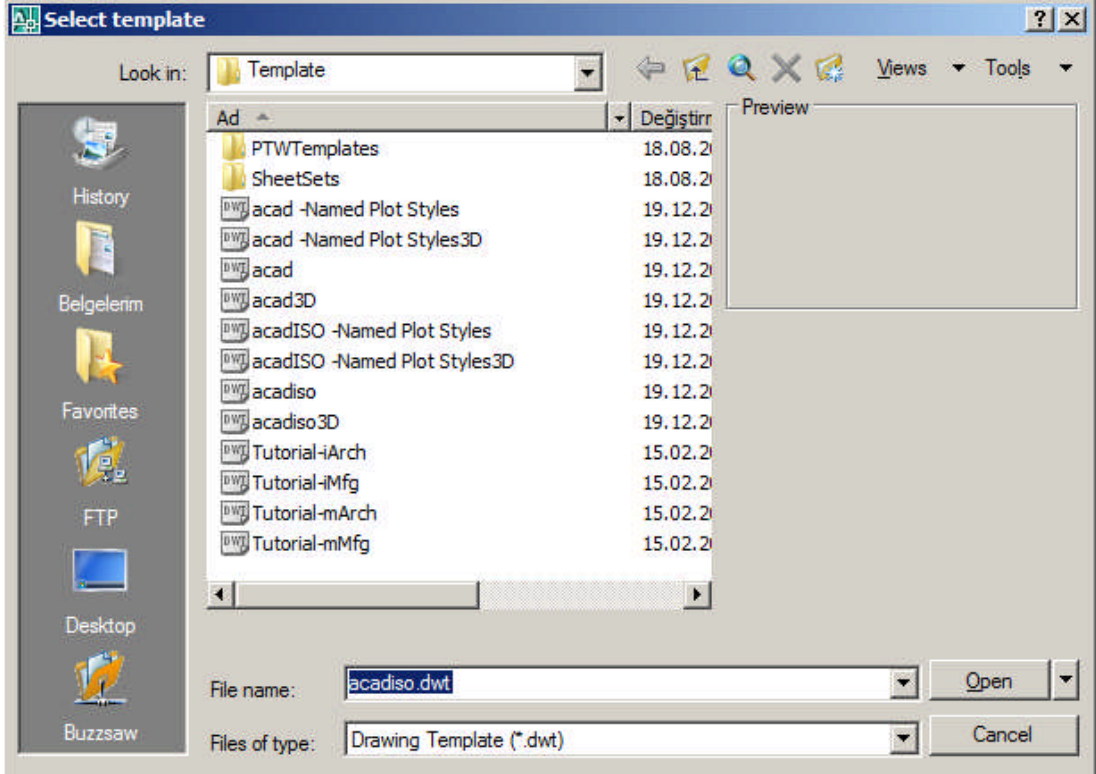 Select template
Look in: Template Views Tools
Ad Değiştirr Preview
PTWTemplates 18.08.2
SheetSets 18.08.2
acad -Named Plot Styles 19.12.2
acad -Named Plot Styles3D 19.12.2
acad 19.12.2
acad3D 19.12.2
acadISO -Named Plot Styles 19.12.2
acadISO -Named Plot Styles3D 19.12.2
acadiso 19.12.2
acadiso3D 19.12.2
Tutorial-iArch 15.02.2
Tutorial-iMfg 15.02.2
Tutorial-mArch 15.02.2
Tutorial-mMfg 15.02.2
History
Belgelerim
Favorites
FTP
Desktop
Buzzsaw
File name: acadiso.dwt Open
Files of type: Drawing Template (*.dwt) Cancel